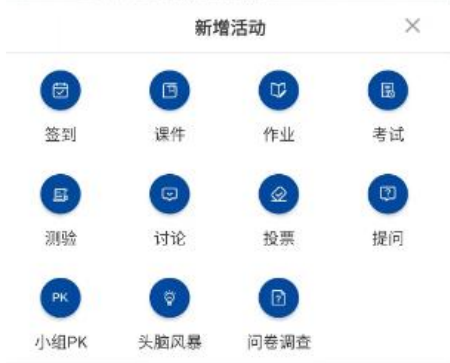 新增活动
签到 课件 作业 考试
测验 讨论 投票 提问
PK
小组PK 头脑风暴 问卷调查